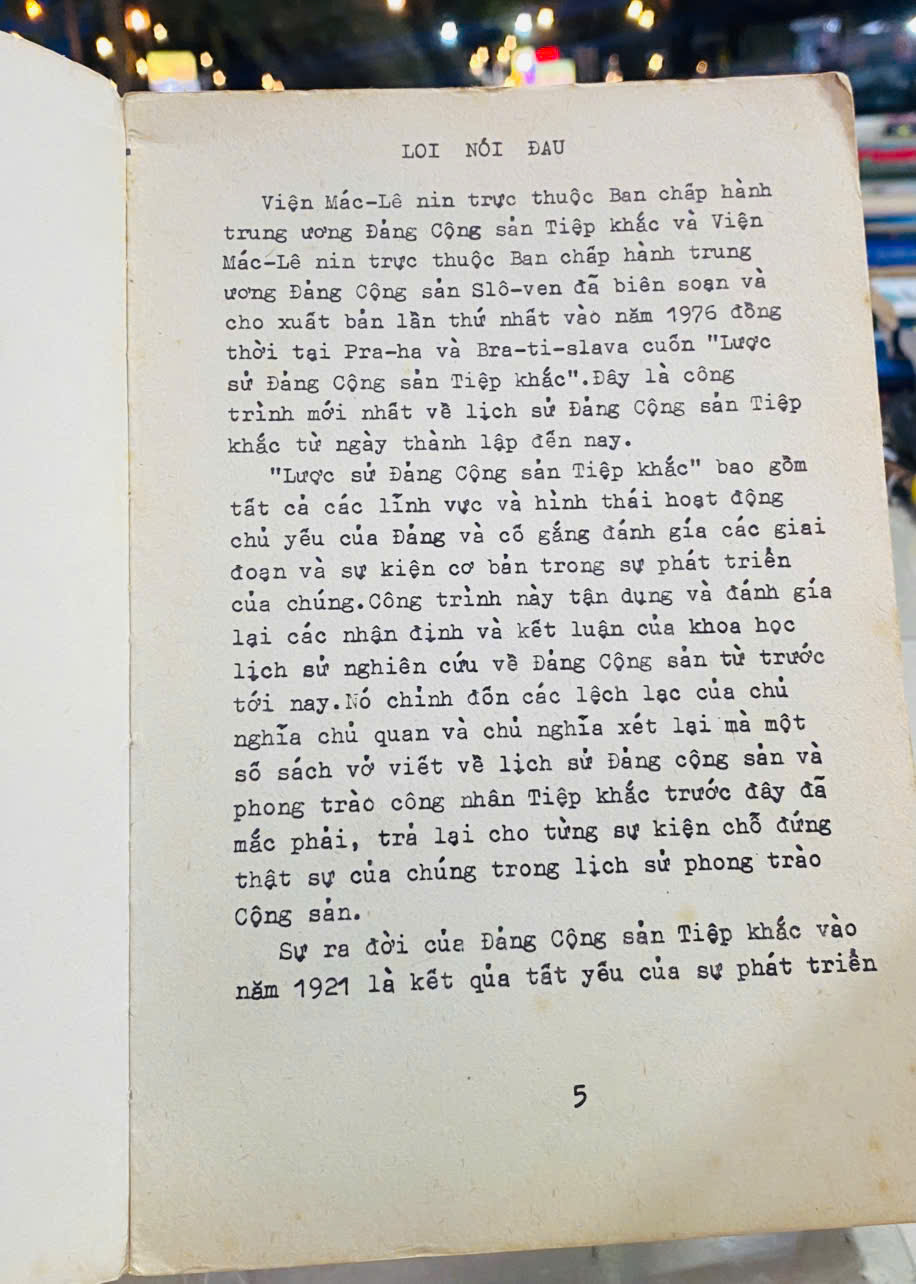 LOI NÓI ĐAU
Viện Mác-Lê nin trực thuộc Ban chấp hành
trung ương Đảng Cộng sản Tiệp khắc và Viện
Mác-Lê nin trực thuộc Ban chấp hành trung
ương Đảng Cộng sản Slô-ven đã biên soạn và
cho xuất bản lần thứ nhất vào năm 1976 đồng
thời tại Pra-ha và Bra-ti-slava cuốn "Lược
sử Đảng Cộng sản Tiệp khắc".Đây là công
trình mới nhất về lịch sử Đảng Cộng sản Tiệp
khắc từ ngày thành lập đến nay.
"Lược sử Đảng Cộng sản Tiệp khắc" bao gồm
tất cả các lĩnh vực và hình thái hoạt động
chủ yếu của Đảng và cố gắng đánh gía các giai
đoạn và sự kiện cơ bản trong sự phát triển
của chúng.Công trình này tận dụng và đánh gía
lại các nhận định và kết luận của khoa học
lịch sử nghiên cứu về Đảng Cộng sản từ trước
tới nay.Nó chỉnh đốn các lệch lạc của chủ
nghĩa chủ quan và chủ nghĩa xét lại mà một
số sách vở viết về lịch sử Đảng cộng sản và
phong trào công nhân Tiệp khắc trước đây đã
mắc phải, trả lại cho từng sự kiện chỗ đứng
thật sự của chúng trong lịch sử phong trào
Cộng sản.
Sự ra đời của Đảng Cộng sản Tiệp khắc vào
năm 1921 là kết qủa tất yếu của sự phát triển
5